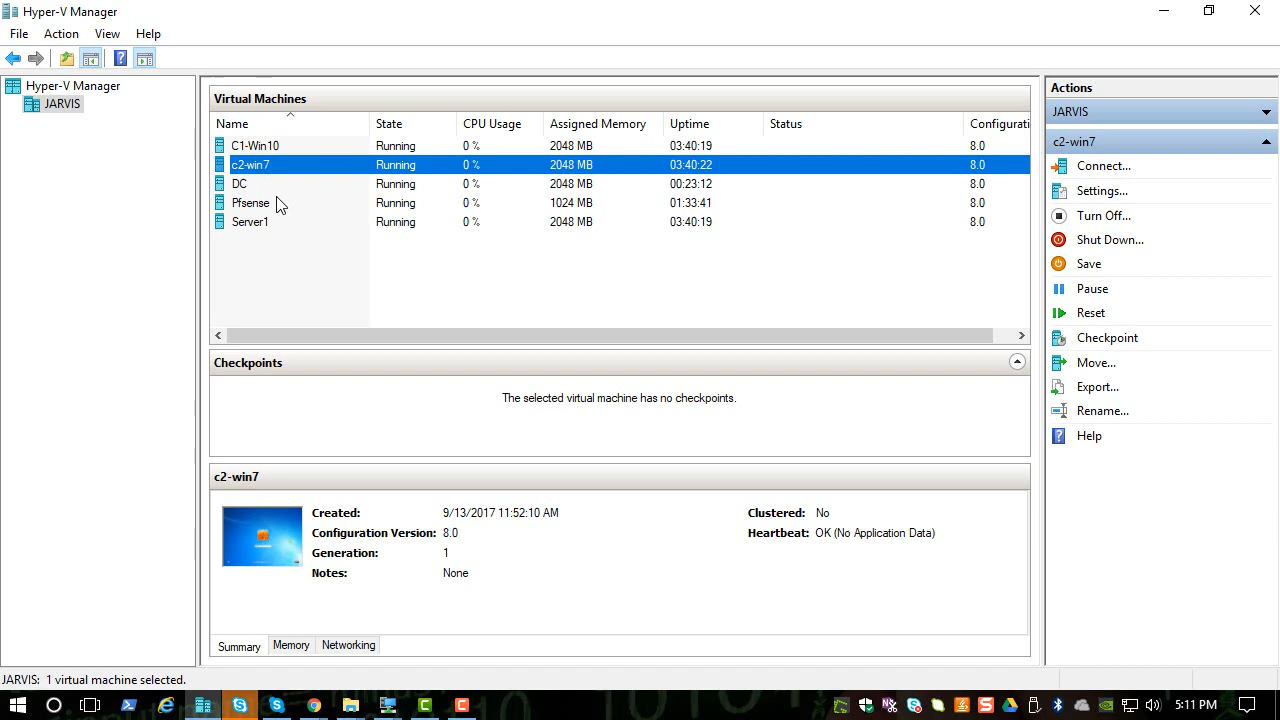 Hyper-V Manager
File Action View Help
Hyper-V Manager
JARVIS
Virtual Machines
Name State CPU Usage Assigned Memory Uptime Status Configurati
C1-Win10 Running 0 % 2048 MB 03:40:19 8.0
c2-win7 Running 0 % 2048 MB 03:40:22 8.0
DC Running 0 % 2048 MB 00:23:12 8.0
Pfsense Running 0 % 1024 MB 01:33:41 8.0
Server1 Running 0 % 2048 MB 03:40:19 8.0
Checkpoints
The selected virtual machine has no checkpoints.
c2-win7
Created: 9/13/2017 11:52:10 AM Clustered: No
Configuration Version: 8.0 Heartbeat: OK (No Application Data)
Generation: 1
Notes: None
Summary Memory Networking
Actions
JARVIS
c2-win7
Connect...
Settings...
Turn Off...
Shut Down...
Save
Pause
Reset
Checkpoint
Move...
Export...
Rename...
Help
JARVIS: 1 virtual machine selected.
5:11 PM